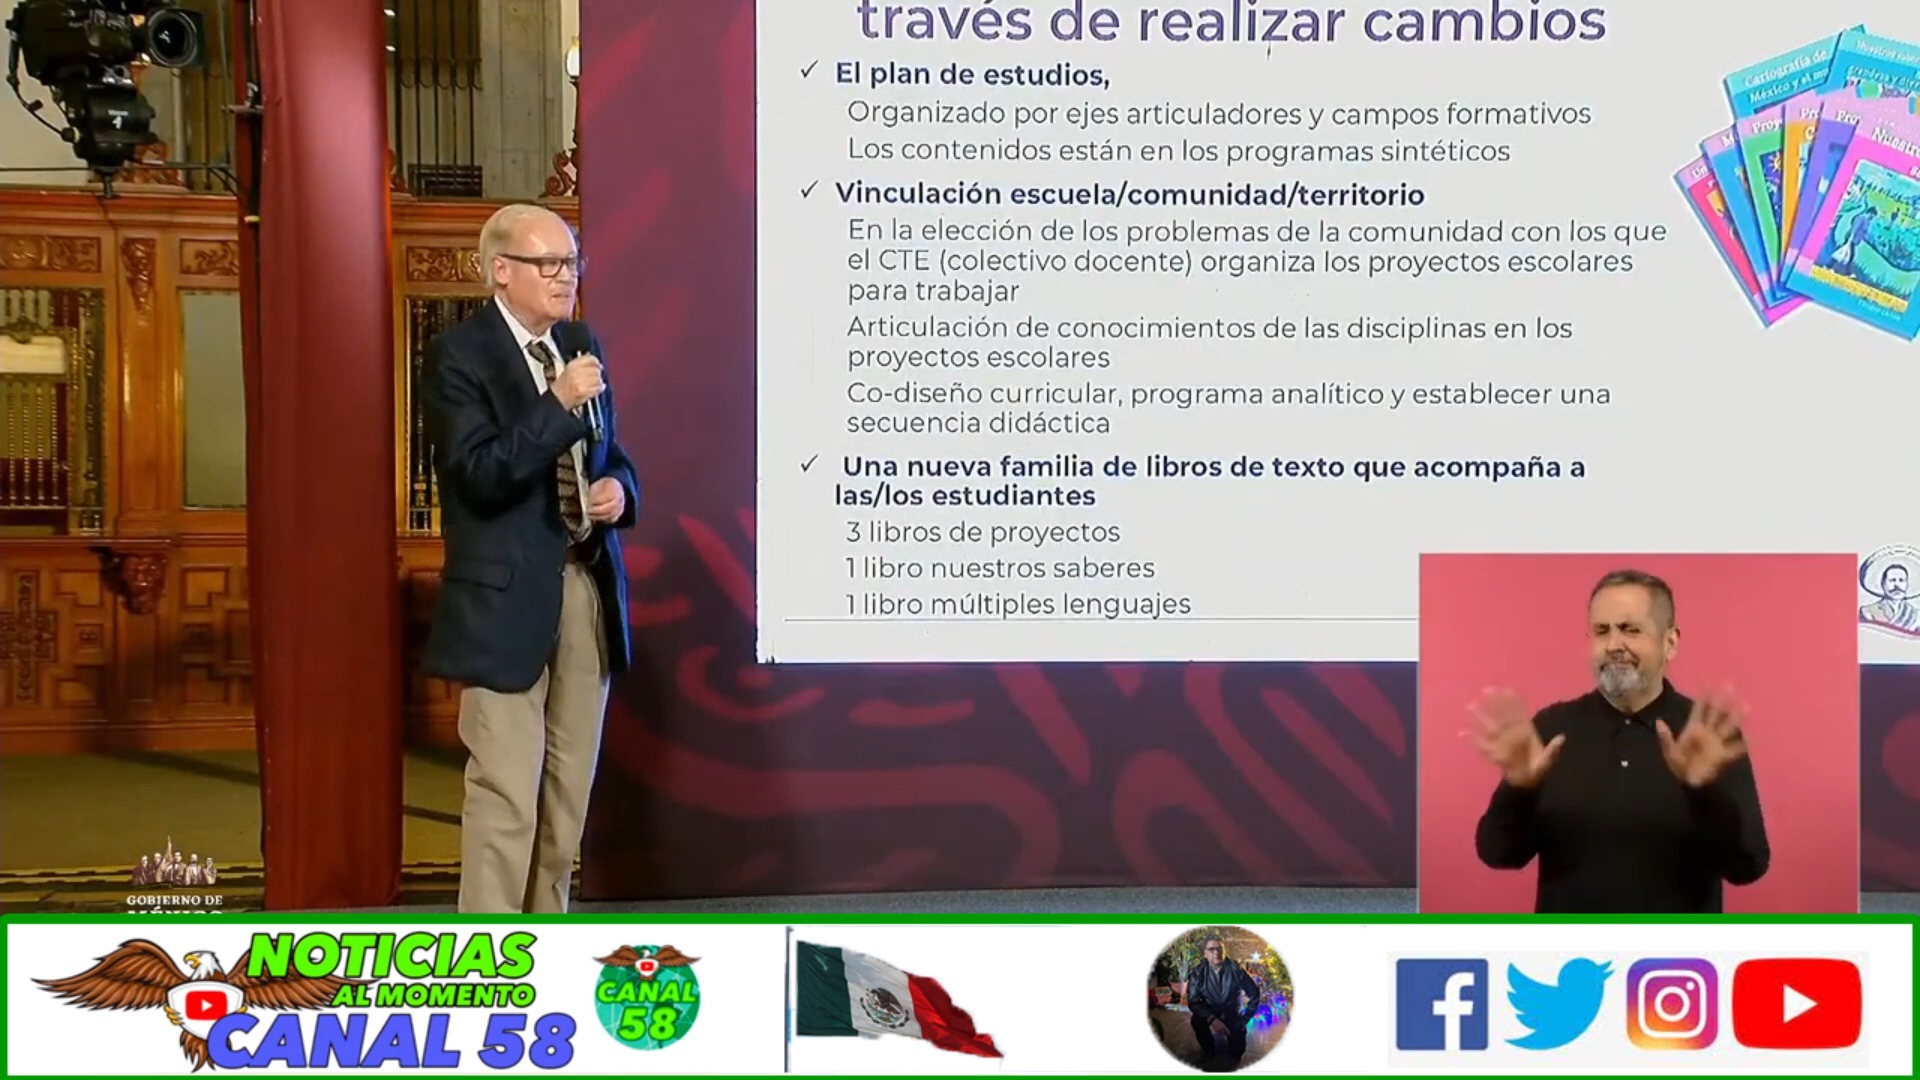 través de realizar cambios
✓ El plan de estudios,
Organizado por ejes articuladores y campos formativos
Los contenidos están en los programas sintéticos
✓ Vinculación escuela/comunidad/territorio
En la elección de los problemas de la comunidad con los que
el CTE (colectivo docente) organiza los proyectos escolares
para trabajar
Articulación de conocimientos de las disciplinas en los
proyectos escolares
Co-diseño curricular, programa analítico y establecer una
secuencia didáctica
✓ Una nueva familia de libros de texto que acompaña a
las/los estudiantes
3 libros de proyectos
1 libro nuestros saberes
1 libro múltiples lenguajes
Cartografía de
México y el
GOBIERNO DE
MÉXICO
NOTICIAS
AL MOMENTO
CANAL 58
CANAL
58